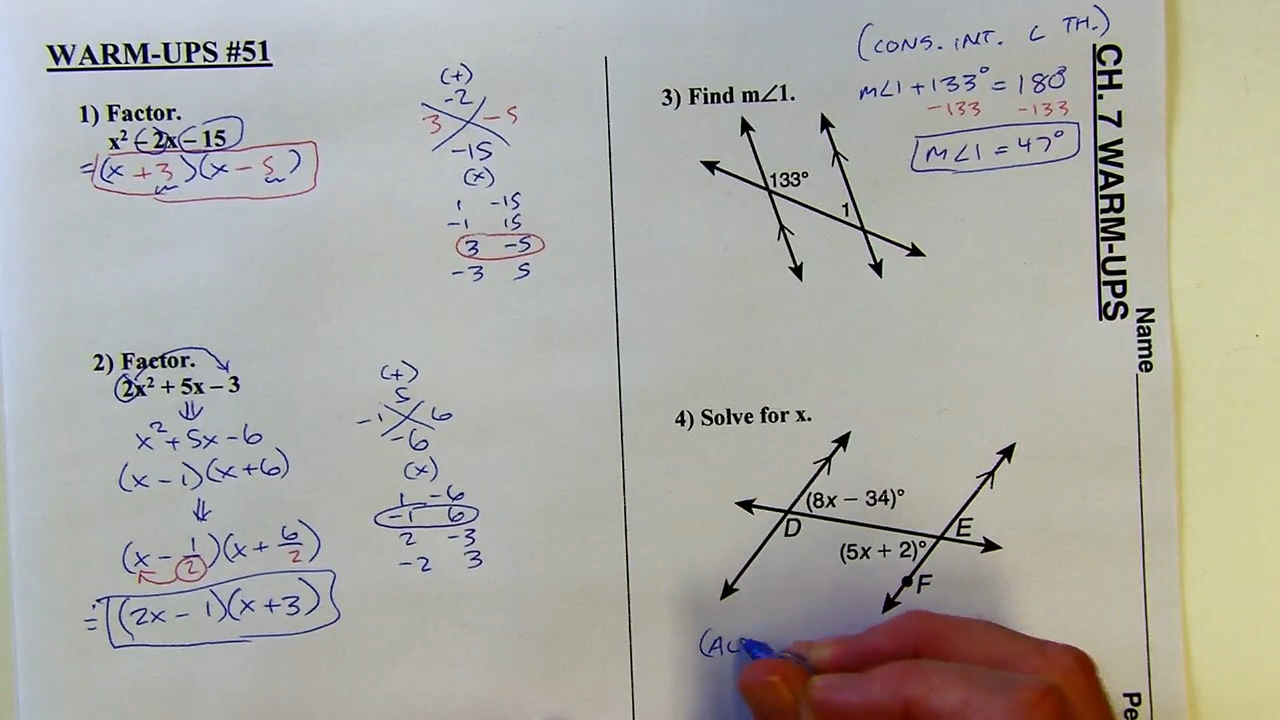 WARM-UPS #51
1) Factor.
x² – 2x – 15
= (x + 3)(x – 5)
(+)
-2
3 -5
-15
(x)
1 -15
-1 15
3 -5
-3 5
2) Factor.
2x² + 5x – 3
⇓
x² + 5x – 6
(x – 1)(x + 6)
⇓
(x – 1/2)(x + 6/2)
= (2x – 1)(x + 3)
(+)
5
-1 6
-6
(x)
1 -6
-1 6
2 -3
-2 3
3) Find m∠1.
133°
1
(CONS. INT. ∠ TH.)
m∠1 + 133° = 180°
-133 -133
m∠1 = 47°
4) Solve for x.
(8x – 34)°
D
E
(5x + 2)°
F
(AL
CH. 7 WARM-UPS
Name
Pe